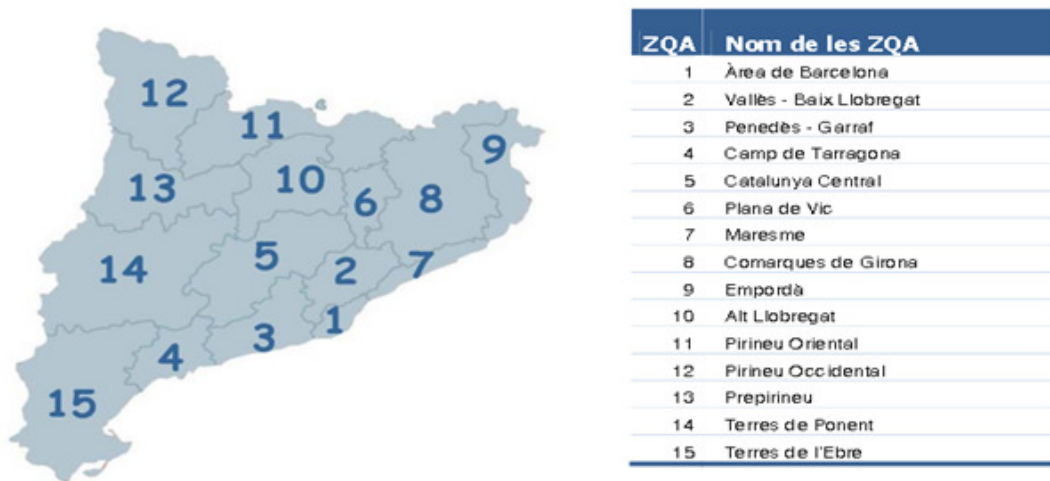 12
11
9
13
10
6
8
14
5
2
7
1
3
4
15
ZQA Nom de les ZQA
1 Àrea de Barcelona
2 Vallès - Baix Llobregat
3 Penedès - Garraf
4 Camp de Tarragona
5 Catalunya Central
6 Plana de Vic
7 Maresme
8 Comarques de Girona
9 Empordà
10 Alt Llobregat
11 Pirineu Oriental
12 Pirineu Occidental
13 Prepirineu
14 Terres de Ponent
15 Terres de l'Ebre